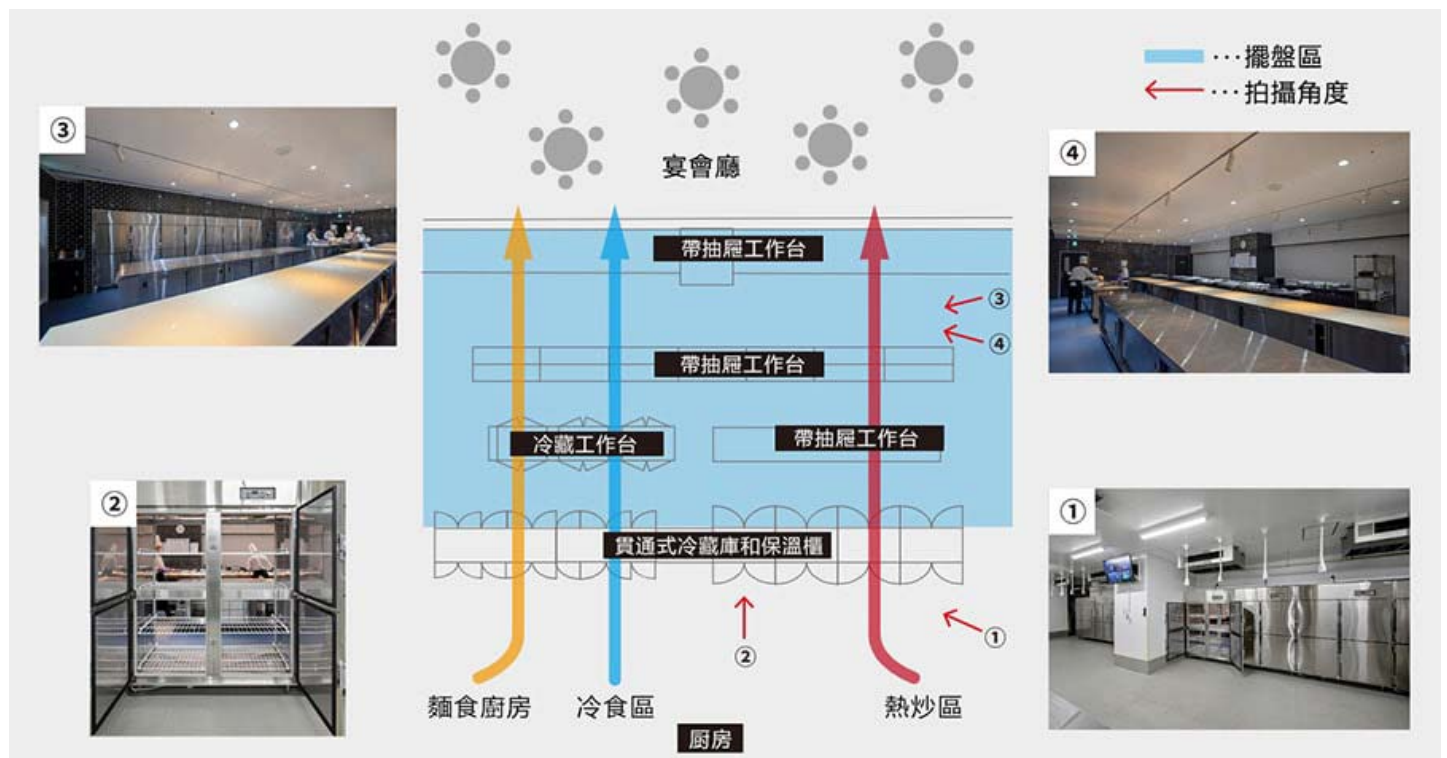 …擺盤區
…拍攝角度
③
④
宴會廳
帶抽屜工作台
③
④
帶抽屜工作台
冷藏工作台
帶抽屜工作台
②
①
貫通式冷藏庫和保溫櫃
①
②
麵食廚房
冷食區
熱炒區
厨房